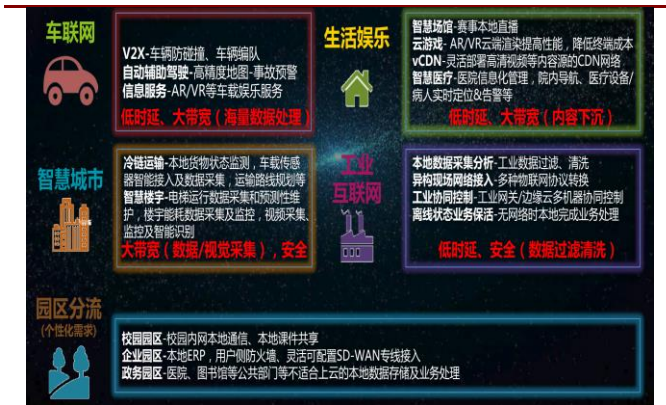 车联网
V2X-车辆防碰撞、车辆编队
自动辅助驾驶-高精度地图-事故预警
信息服务-AR/VR等车载娱乐服务
低时延、大带宽（海量数据处理）
生活娱乐
智慧场馆-赛事本地直播
云游戏- AR/VR云端渲染提高性能，降低终端成本
vCDN-灵活部署高清视频等内容源的CDN网络
智慧医疗-医院信息化管理，院内导航、医疗设备/
病人实时定位&告警等
低时延、大带宽（内容下沉）
智慧城市
冷链运输-本地货物状态监测，车载传感
器智能接入及数据采集，运输路线规划等
智慧楼宇-电梯运行数据采集和预测性维
护，楼宇能耗数据采集及监控，视频采集、
监控及智能识别
大带宽（数据/视觉采集），安全
工业
互联网
本地数据采集分析-工业数据过滤、清洗
异构现场网络接入-多种物联网协议转换
工业协同控制-工业网关/边缘云多机器协同控制
离线状态业务保活-无网络时本地完成业务处理
低时延、安全（数据过滤清洗）
园区分流
(个性化需求)
校园园区-校园内网本地通信、本地课件共享
企业园区-本地ERP，用户侧防火墙、灵活可配置SD-WAN专线接入
政务园区-医院、图书馆等公共部门等不适合上云的本地数据存储及业务处理